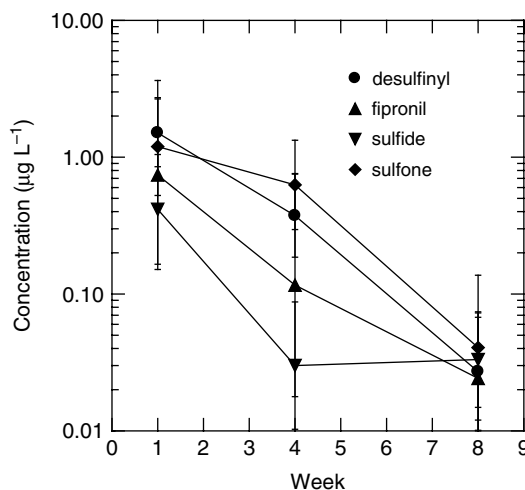 10.00
1.00
0.10
0.01
Concentration (µg L⁻¹)
desulfinyl
fipronil
sulfide
sulfone
0 1 2 3 4 5 6 7 8 9
Week